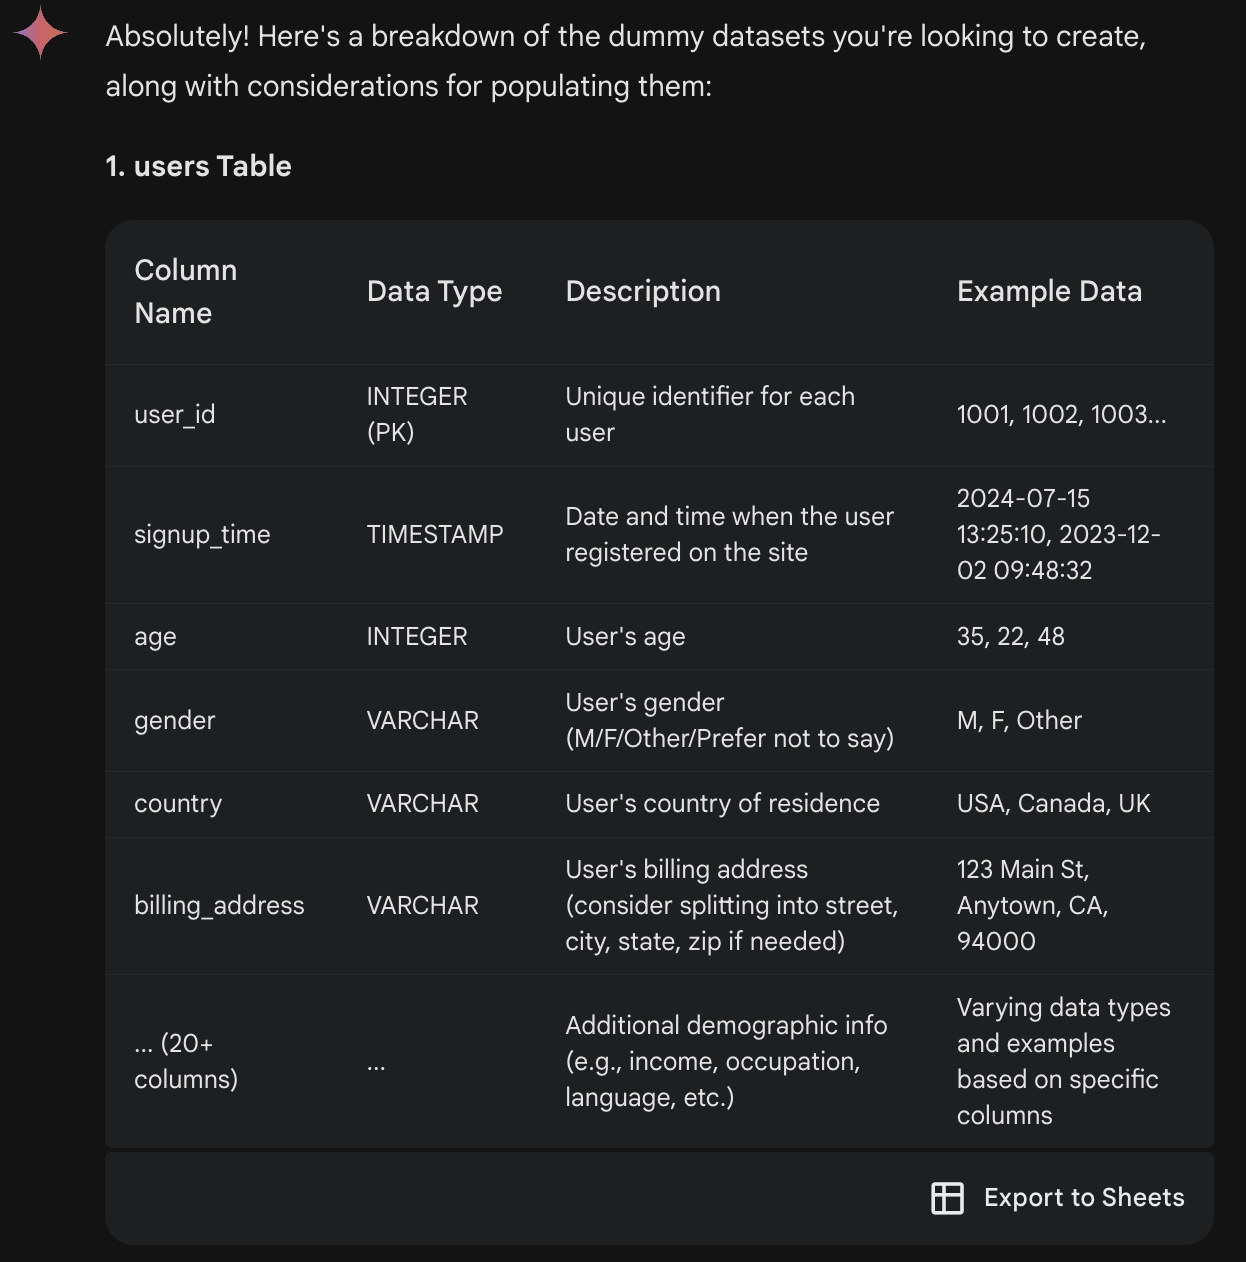 Absolutely! Here's a breakdown of the dummy datasets you're looking to create,
along with considerations for populating them:
1. users Table
Column
Name
Data Type
Description
Example Data
user_id
INTEGER
(PK)
Unique identifier for each
user
1001, 1002, 1003...
signup_time
TIMESTAMP
Date and time when the user
registered on the site
2024-07-15
13:25:10, 2023-12-
02 09:48:32
age
INTEGER
User's age
35, 22, 48
gender
VARCHAR
User's gender
(M/F/Other/Prefer not to say)
M, F, Other
country
VARCHAR
User's country of residence
USA, Canada, UK
billing_address
VARCHAR
User's billing address
(consider splitting into street,
city, state, zip if needed)
123 Main St,
Anytown, CA,
94000
... (20+
columns)
...
Additional demographic info
(e.g., income, occupation,
language, etc.)
Varying data types
and examples
based on specific
columns
Export to Sheets